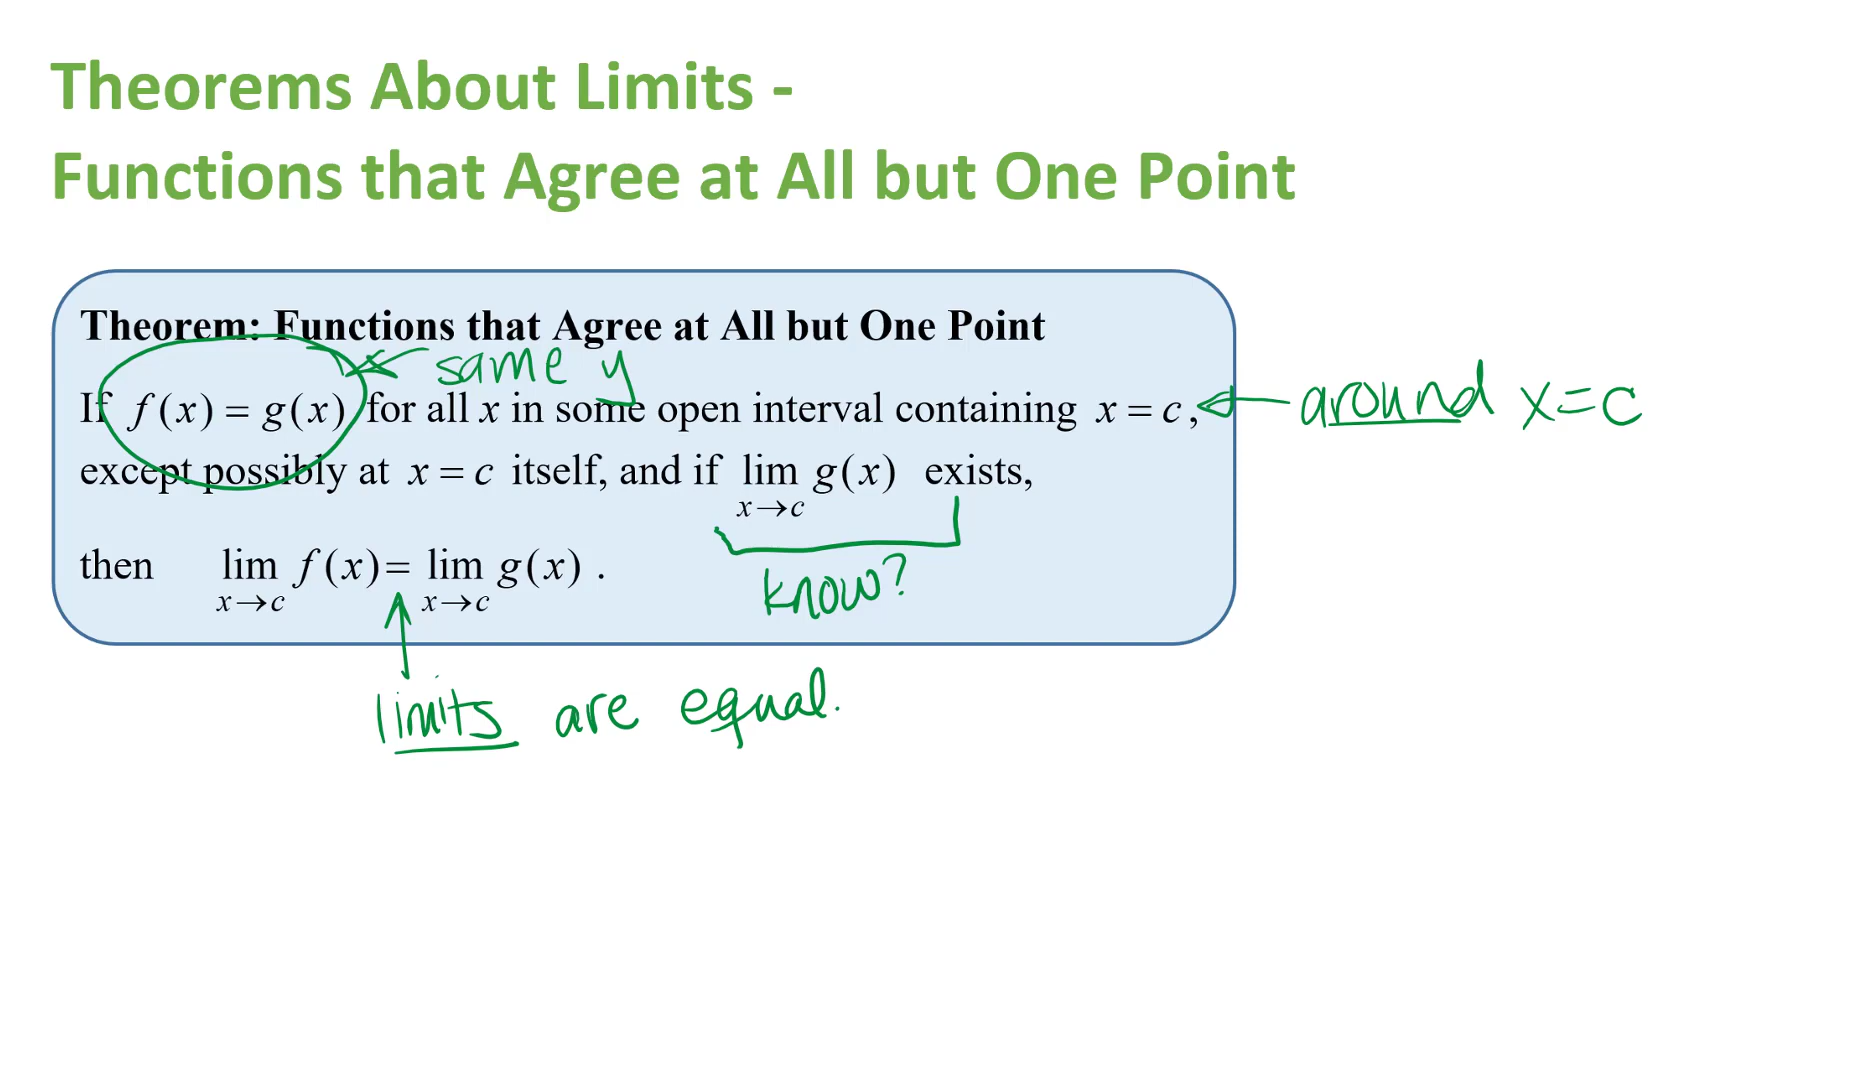 Theorems About Limits -
Functions that Agree at All but One Point
Theorem: Functions that Agree at All but One Point
same y
If f(x) = g(x) for all x in some open interval containing x = c,
around x=c
except possibly at x = c itself, and if lim g(x) exists,
x→c
then lim f(x) = lim g(x) .
x→c x→c
know?
limits are equal.